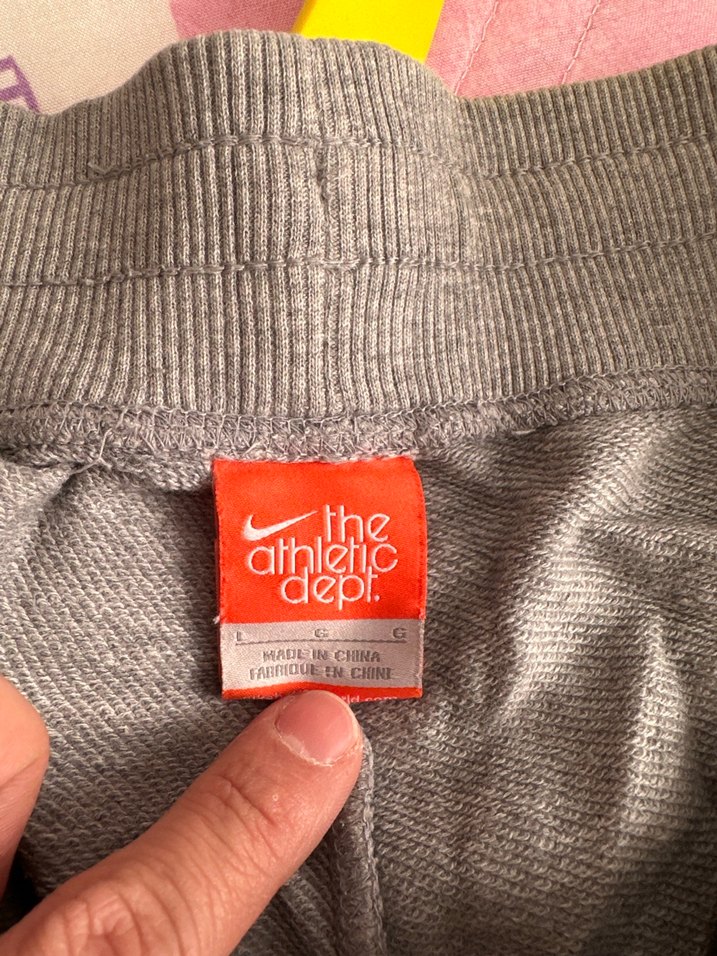 the
athletic
dept.
L G G
MADE IN CHINA
FABRIQUE EN CHINE